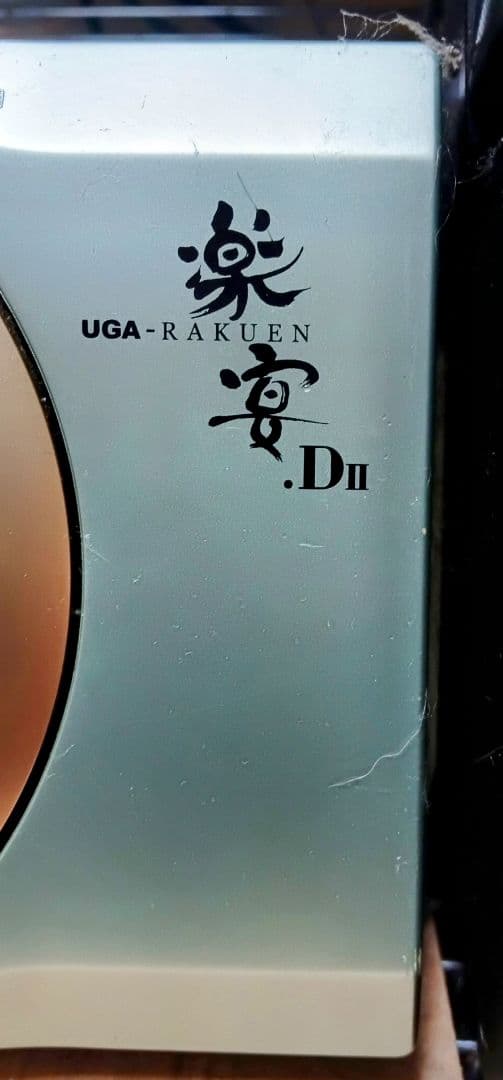 楽
UGA-RAKUEN
宴
.DII